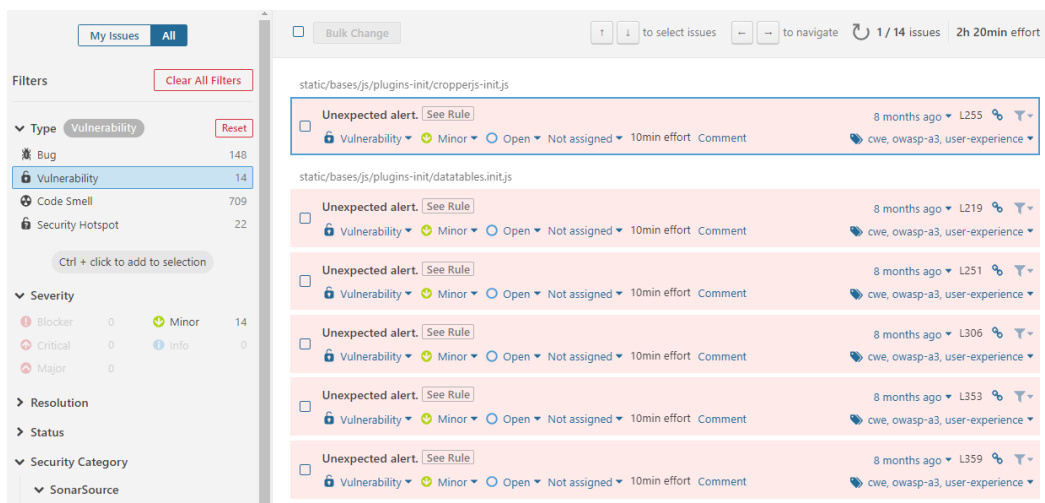 My Issues All
Bulk Change
↑ ↓ to select issues ← → to navigate 1 / 14 issues 2h 20min effort
Filters
Clear All Filters
Type Vulnerability Reset
Bug 148
Vulnerability 14
Code Smell 709
Security Hotspot 22
Ctrl + click to add to selection
Severity
Blocker 0 Minor 14
Critical 0 Info 0
Major 0
Resolution
Status
Security Category
SonarSource
static/bases/js/plugins-init/cropperjs-init.js
Unexpected alert. See Rule 8 months ago L255
Vulnerability Minor Open Not assigned 10min effort Comment cwe, owasp-a3, user-experience
static/bases/js/plugins-init/datatables.init.js
Unexpected alert. See Rule 8 months ago L219
Vulnerability Minor Open Not assigned 10min effort Comment cwe, owasp-a3, user-experience
Unexpected alert. See Rule 8 months ago L251
Vulnerability Minor Open Not assigned 10min effort Comment cwe, owasp-a3, user-experience
Unexpected alert. See Rule 8 months ago L306
Vulnerability Minor Open Not assigned 10min effort Comment cwe, owasp-a3, user-experience
Unexpected alert. See Rule 8 months ago L353
Vulnerability Minor Open Not assigned 10min effort Comment cwe, owasp-a3, user-experience
Unexpected alert. See Rule 8 months ago L359
Vulnerability Minor Open Not assigned 10min effort Comment cwe, owasp-a3, user-experience